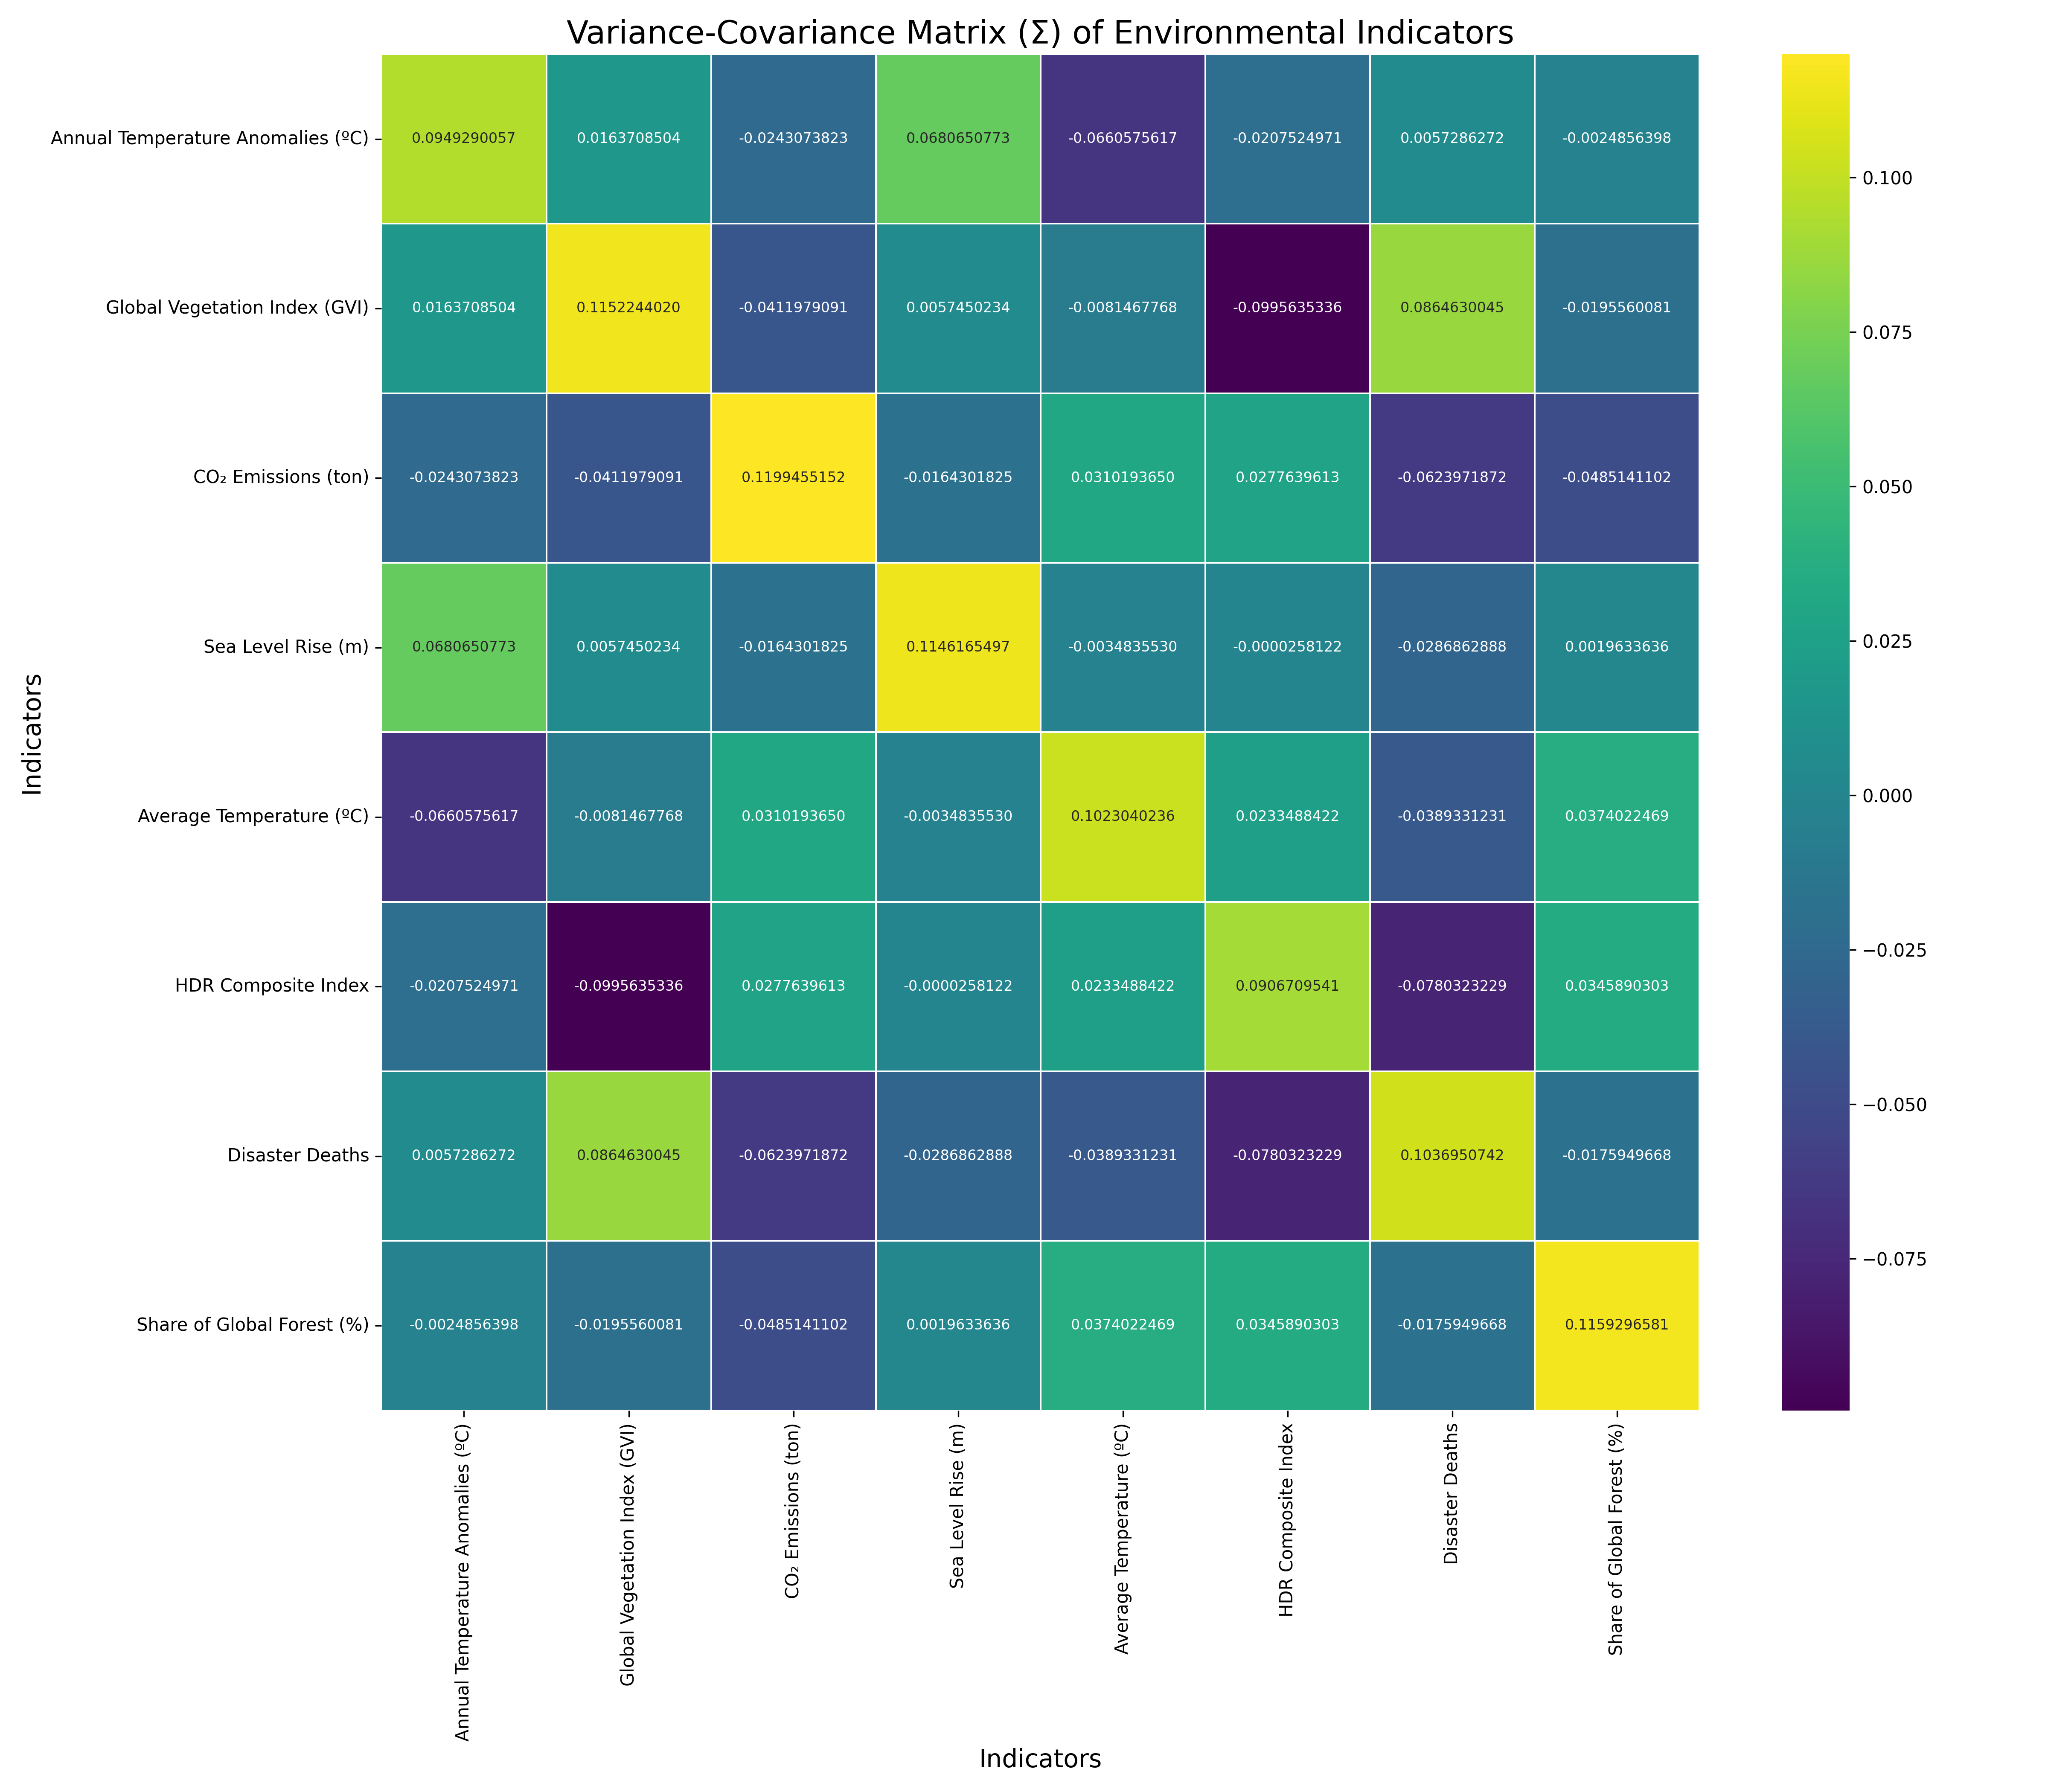 Variance-Covariance Matrix (Σ) of Environmental Indicators
Indicators
Annual Temperature Anomalies (ºC) 0.0949290057 0.0163708504 -0.0243073823 0.0680650773 -0.0660575617 -0.0207524971 0.0057286272 -0.0024856398
Global Vegetation Index (GVI) 0.0163708504 0.1152244020 -0.0411979091 0.0057450234 -0.0081467768 -0.0995635336 0.0864630045 -0.0195560081
CO₂ Emissions (ton) -0.0243073823 -0.0411979091 0.1199455152 -0.0164301825 0.0310193650 0.0277639613 -0.0623971872 -0.0485141102
Sea Level Rise (m) 0.0680650773 0.0057450234 -0.0164301825 0.1146165497 -0.0034835530 -0.0000258122 -0.0286862888 0.0019633636
Average Temperature (ºC) -0.0660575617 -0.0081467768 0.0310193650 -0.0034835530 0.1023040236 0.0233488422 -0.0389331231 0.0374022469
HDR Composite Index -0.0207524971 -0.0995635336 0.0277639613 -0.0000258122 0.0233488422 0.0906709541 -0.0780323229 0.0345890303
Disaster Deaths 0.0057286272 0.0864630045 -0.0623971872 -0.0286862888 -0.0389331231 -0.0780323229 0.1036950742 -0.0175949668
Share of Global Forest (%) -0.0024856398 -0.0195560081 -0.0485141102 0.0019633636 0.0374022469 0.0345890303 -0.0175949668 0.1159296581
Annual Temperature Anomalies (ºC)
Global Vegetation Index (GVI)
CO₂ Emissions (ton)
Sea Level Rise (m)
Average Temperature (ºC)
HDR Composite Index
Disaster Deaths
Share of Global Forest (%)
Indicators
0.100
0.075
0.050
0.025
0.000
−0.025
−0.050
−0.075